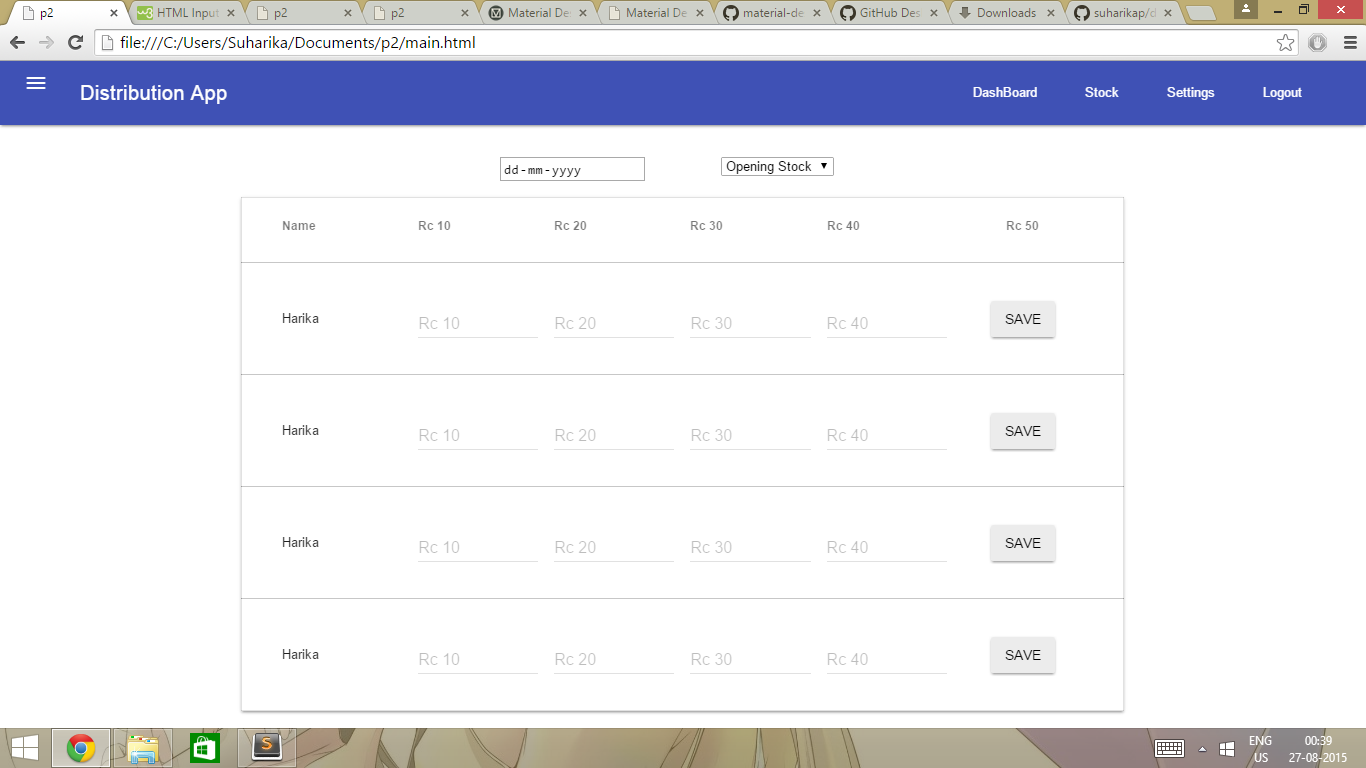 p2 HTML Input p2 p2 Material De Material De material-de GitHub Des Downloads suharikap/d
file:///C:/Users/Suharika/Documents/p2/main.html
Distribution App DashBoard Stock Settings Logout
dd-mm-yyyy Opening Stock
Name Rc 10 Rc 20 Rc 30 Rc 40 Rc 50
Harika Rc 10 Rc 20 Rc 30 Rc 40 SAVE
Harika Rc 10 Rc 20 Rc 30 Rc 40 SAVE
Harika Rc 10 Rc 20 Rc 30 Rc 40 SAVE
Harika Rc 10 Rc 20 Rc 30 Rc 40 SAVE
ENG 00:39
US 27-08-2015